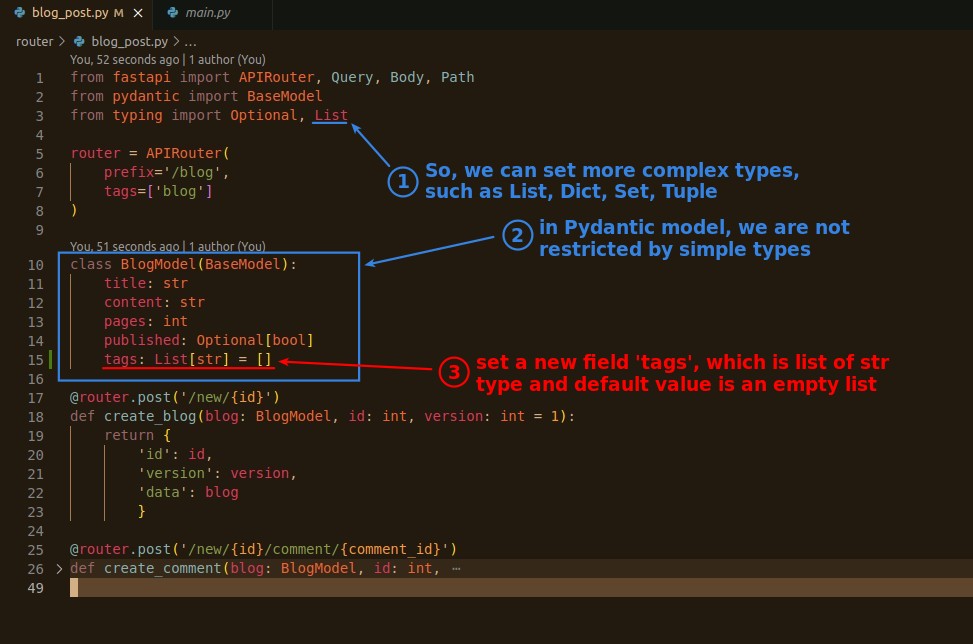 blog_post.py M × main.py
router > blog_post.py > ...
You, 52 seconds ago | 1 author (You)
1 from fastapi import APIRouter, Query, Body, Path
2 from pydantic import BaseModel
3 from typing import Optional, List
4
5 router = APIRouter(
1 So, we can set more complex types,
6     prefix='/blog',
such as List, Dict, Set, Tuple
7     tags=['blog']
8 )
9
2 in Pydantic model, we are not
restricted by simple types
You, 51 seconds ago | 1 author (You)
10 class BlogModel(BaseModel):
11     title: str
12     content: str
13     pages: int
14     published: Optional[bool]
15     tags: List[str] = []
3 set a new field 'tags', which is list of str
type and default value is an empty list
16
17 @router.post('/new/{id}')
18 def create_blog(blog: BlogModel, id: int, version: int = 1):
19     return {
20         'id': id,
21         'version': version,
22         'data': blog
23         }
24
25 @router.post('/new/{id}/comment/{comment_id}')
26 > def create_comment(blog: BlogModel, id: int, ⋯
49